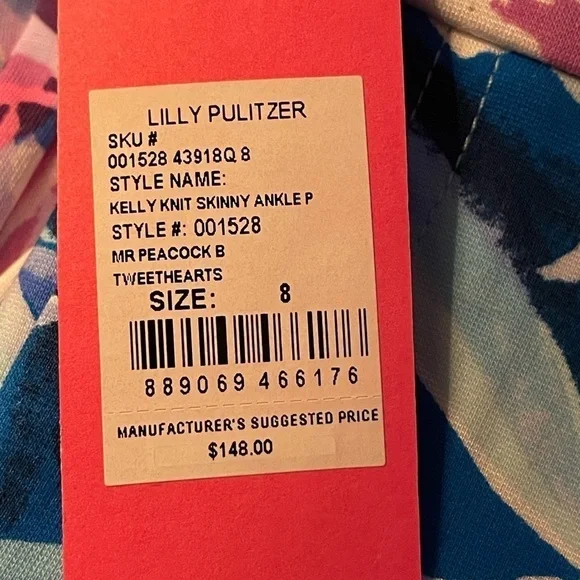 LILLY PULITZER
SKU #
001528 43918Q 8
STYLE NAME:
KELLY KNIT SKINNY ANKLE P
STYLE #: 001528
MR PEACOCK B
TWEETHEARTS
SIZE: 8
889069 466176
MANUFACTURER'S SUGGESTED PRICE
$148.00